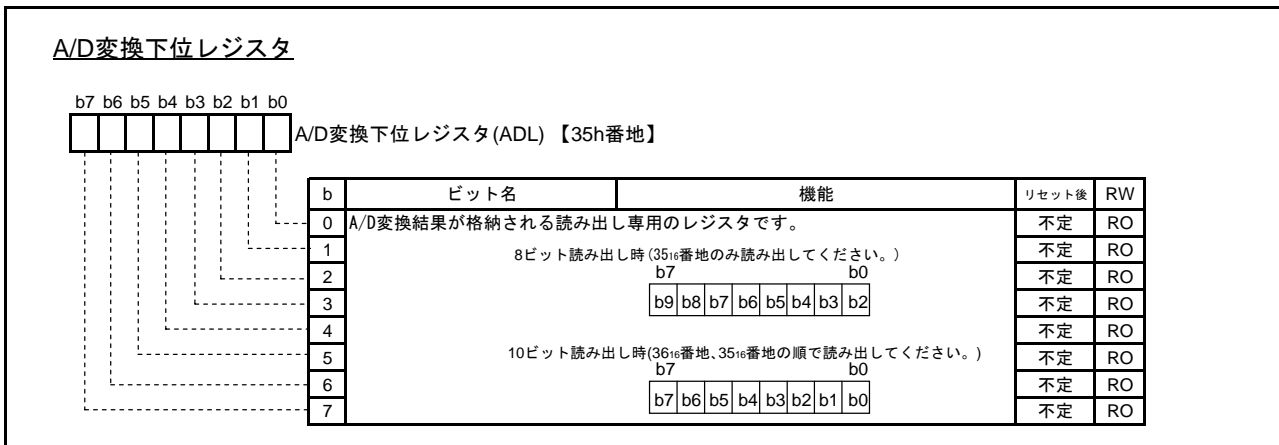 A/D変換下位レジスタ
b7 b6 b5 b4 b3 b2 b1 b0
A/D変換下位レジスタ(ADL) 【35h番地】
b ビット名 機能 リセット後 RW
0 A/D変換結果が格納される読み出し専用のレジスタです。 不定 RO
1 8ビット読み出し時(35₁₆番地のみ読み出してください。) 不定 RO
2 b7 b0 不定 RO
3 b9 b8 b7 b6 b5 b4 b3 b2 不定 RO
4 不定 RO
5 10ビット読み出し時(36₁₆番地、35₁₆番地の順で読み出してください。) 不定 RO
6 b7 b0 不定 RO
7 b7 b6 b5 b4 b3 b2 b1 b0 不定 RO